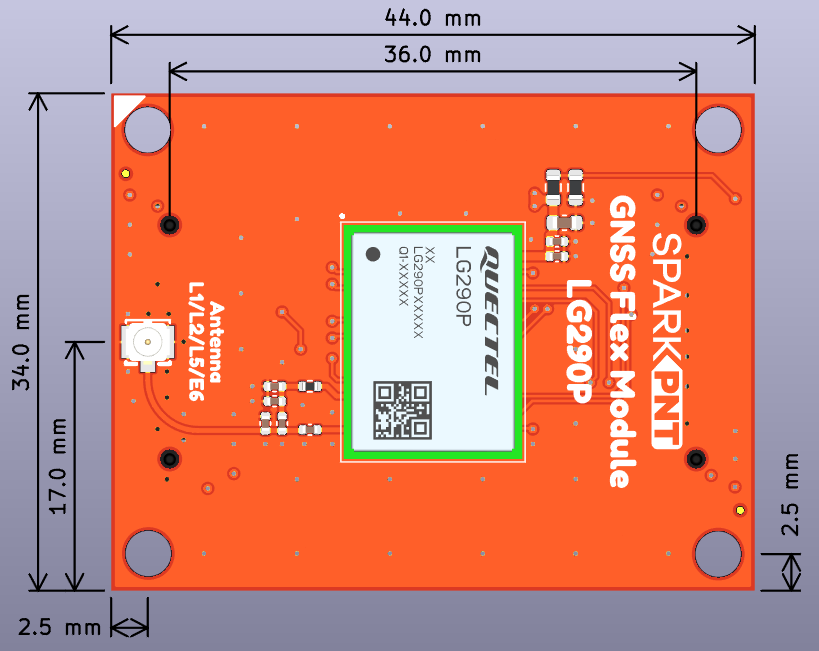 44.0 mm
36.0 mm
34.0 mm
17.0 mm
2.5 mm
2.5 mm
Antenna
L1/L2/L5/E6
QUECTEL
LG290P
XX
LG290PXXXXX
Q1-XXXXX
SPARKPNT
GNSS Flex Module
LG290P